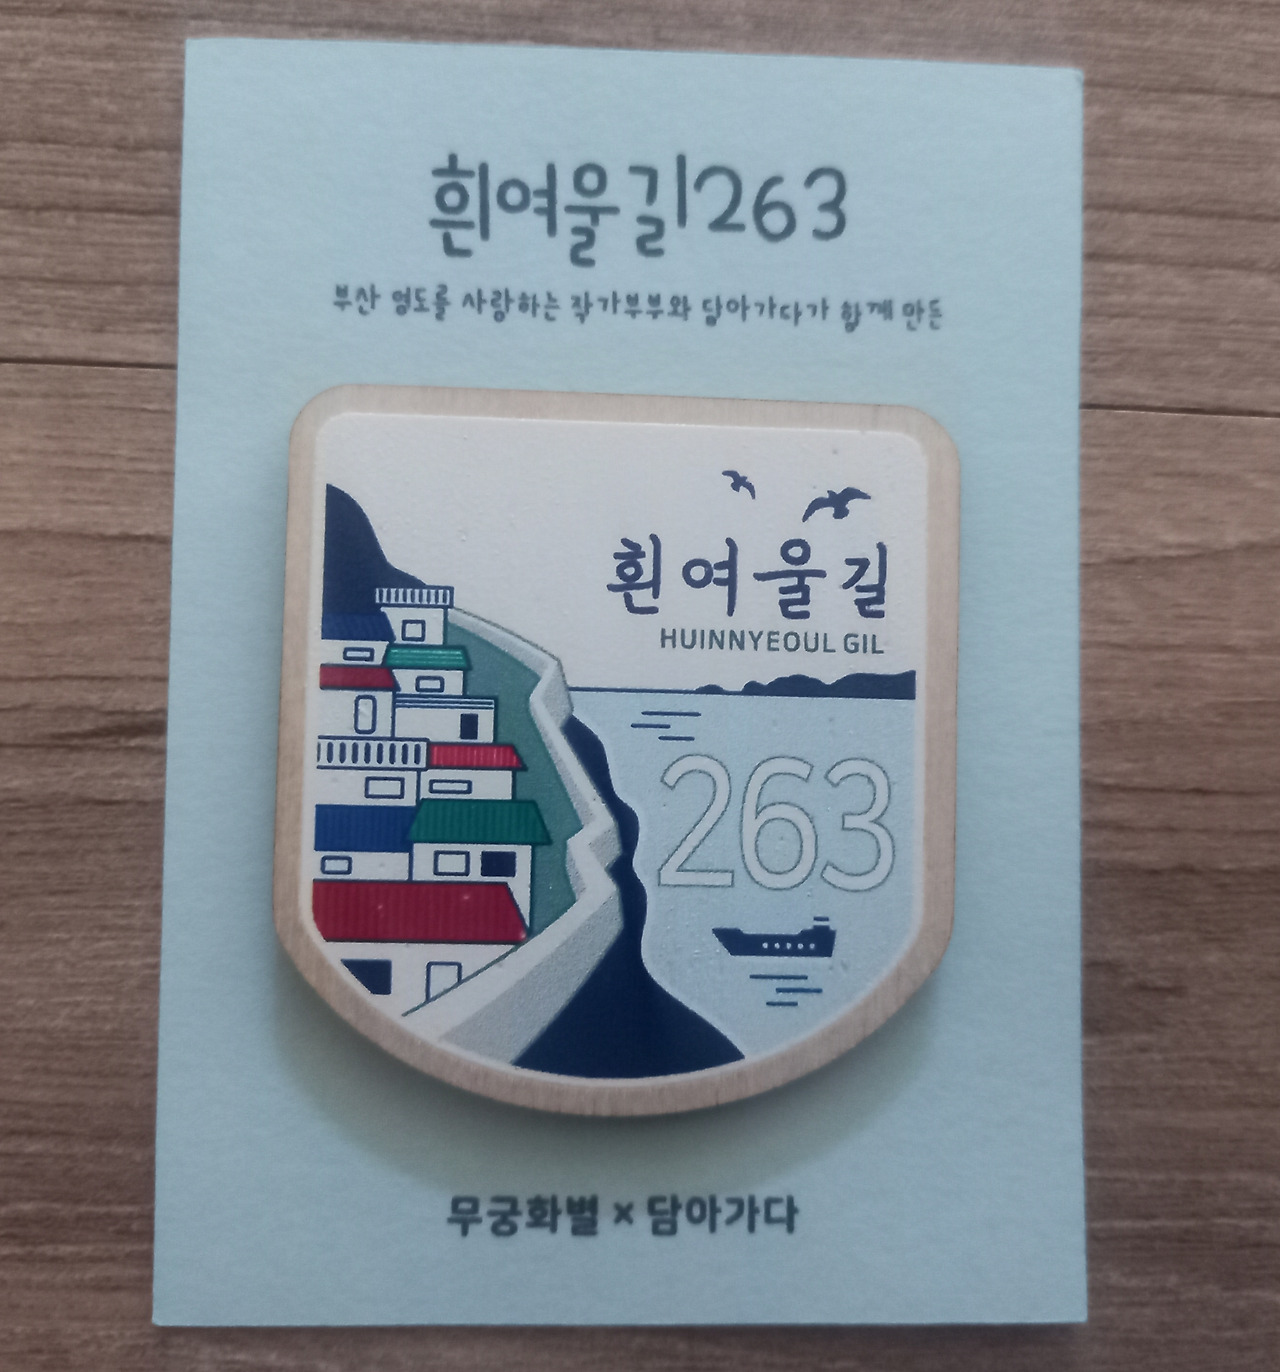 흰여울길263
부산 영도를 사랑하는 작가부부와 담아가다가 함께 만든
흰여울길
HUINNYEOUL GIL
263
무궁화별 × 담아가다